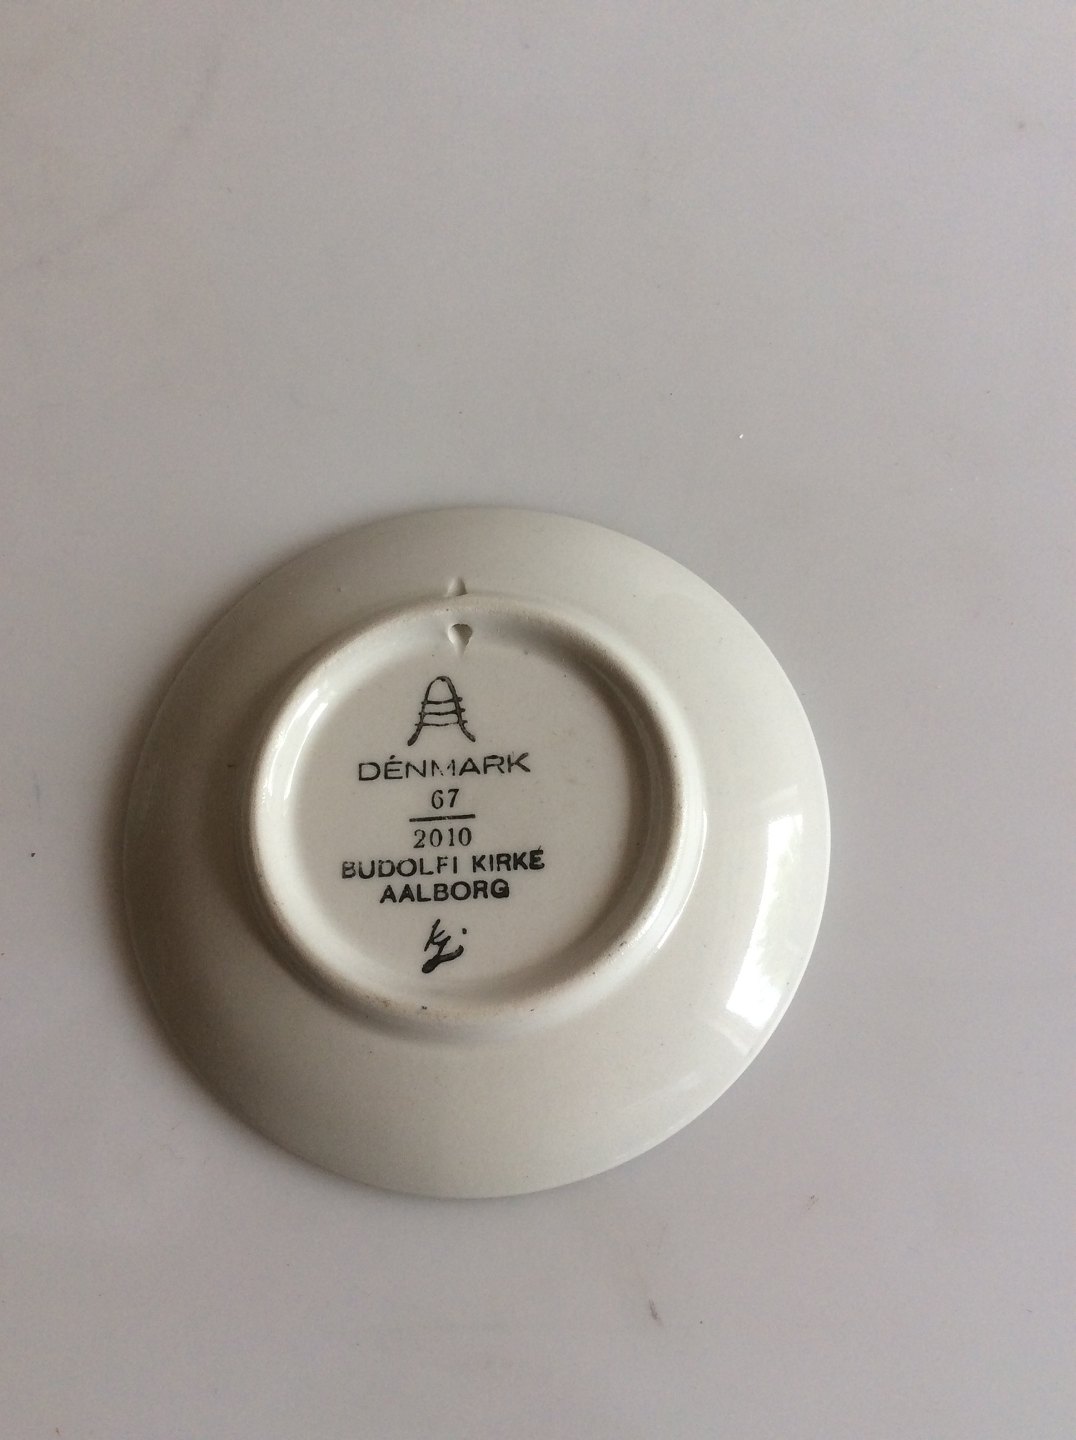 DENMARK
67
2010
BUDOLFI KIRKE
AALBORG